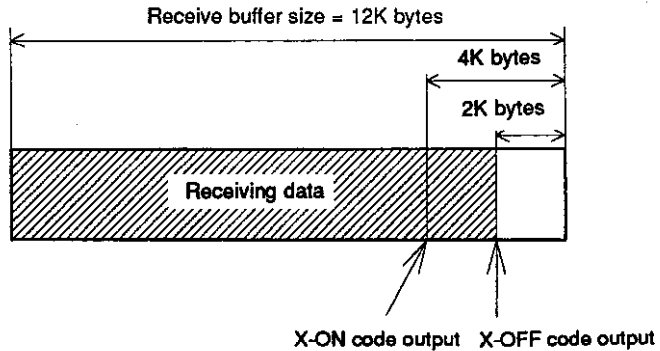 Receive buffer size = 12K bytes
4K bytes
2K bytes
Receiving data
X-ON code output
X-OFF code output